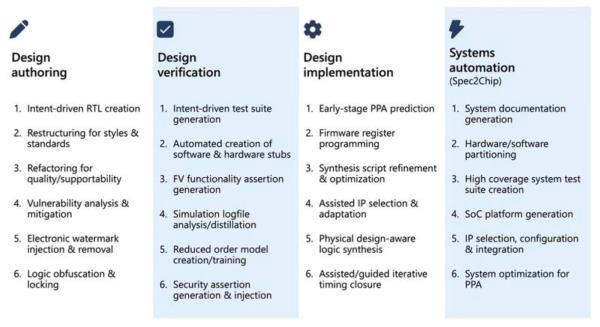 Design
authoring
1. Intent-driven RTL creation
2. Restructuring for styles &
standards
3. Refactoring for
quality/supportability
4. Vulnerability analysis &
mitigation
5. Electronic watermark
injection & removal
6. Logic obfuscation &
locking
Design
verification
1. Intent-driven test suite
generation
2. Automated creation of
software & hardware stubs
3. FV functionality assertion
generation
4. Simulation logfile
analysis/distillation
5. Reduced order model
creation/training
6. Security assertion
generation & injection
Design
implementation
1. Early-stage PPA prediction
2. Firmware register
programming
3. Synthesis script refinement
& optimization
4. Assisted IP selection &
adaptation
5. Physical design-aware
logic synthesis
6. Assisted/guided iterative
timing closure
Systems
automation
(Spec2Chip)
1. System documentation
generation
2. Hardware/software
partitioning
3. High coverage system test
suite creation
4. SoC platform generation
5. IP selection, configuration
& integration
6. System optimization for
PPA